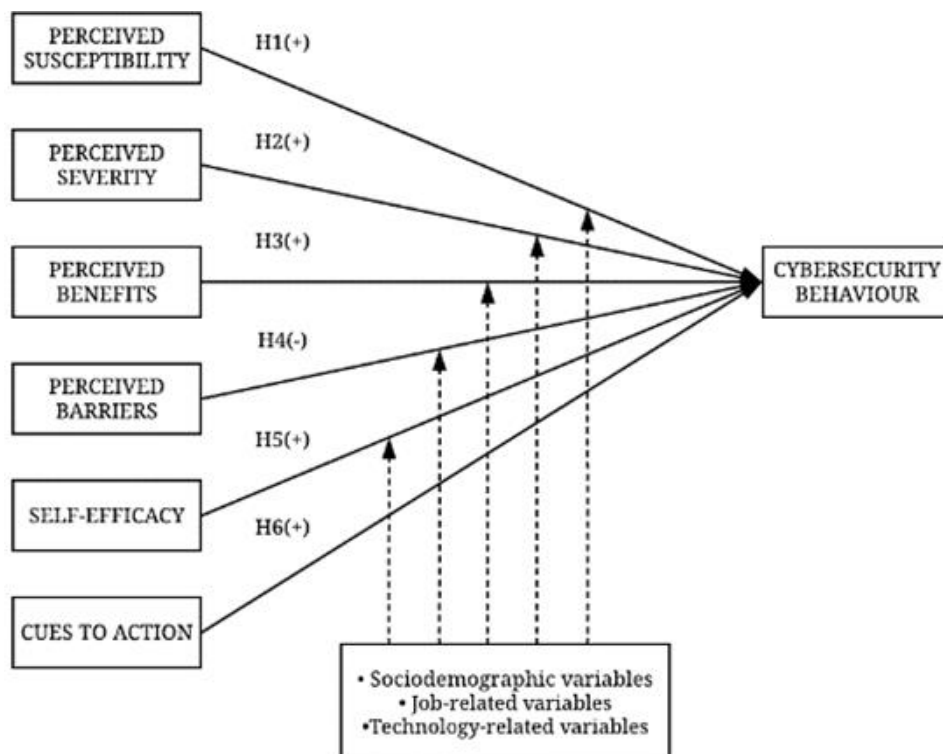 PERCEIVED
SUSCEPTIBILITY
H1(+)
PERCEIVED
SEVERITY
H2(+)
PERCEIVED
BENEFITS
H3(+)
CYBERSECURITY
BEHAVIOUR
PERCEIVED
BARRIERS
H4(-)
SELF-EFFICACY
H5(+)
CUES TO ACTION
H6(+)
• Sociodemographic variables
• Job-related variables
•Technology-related variables